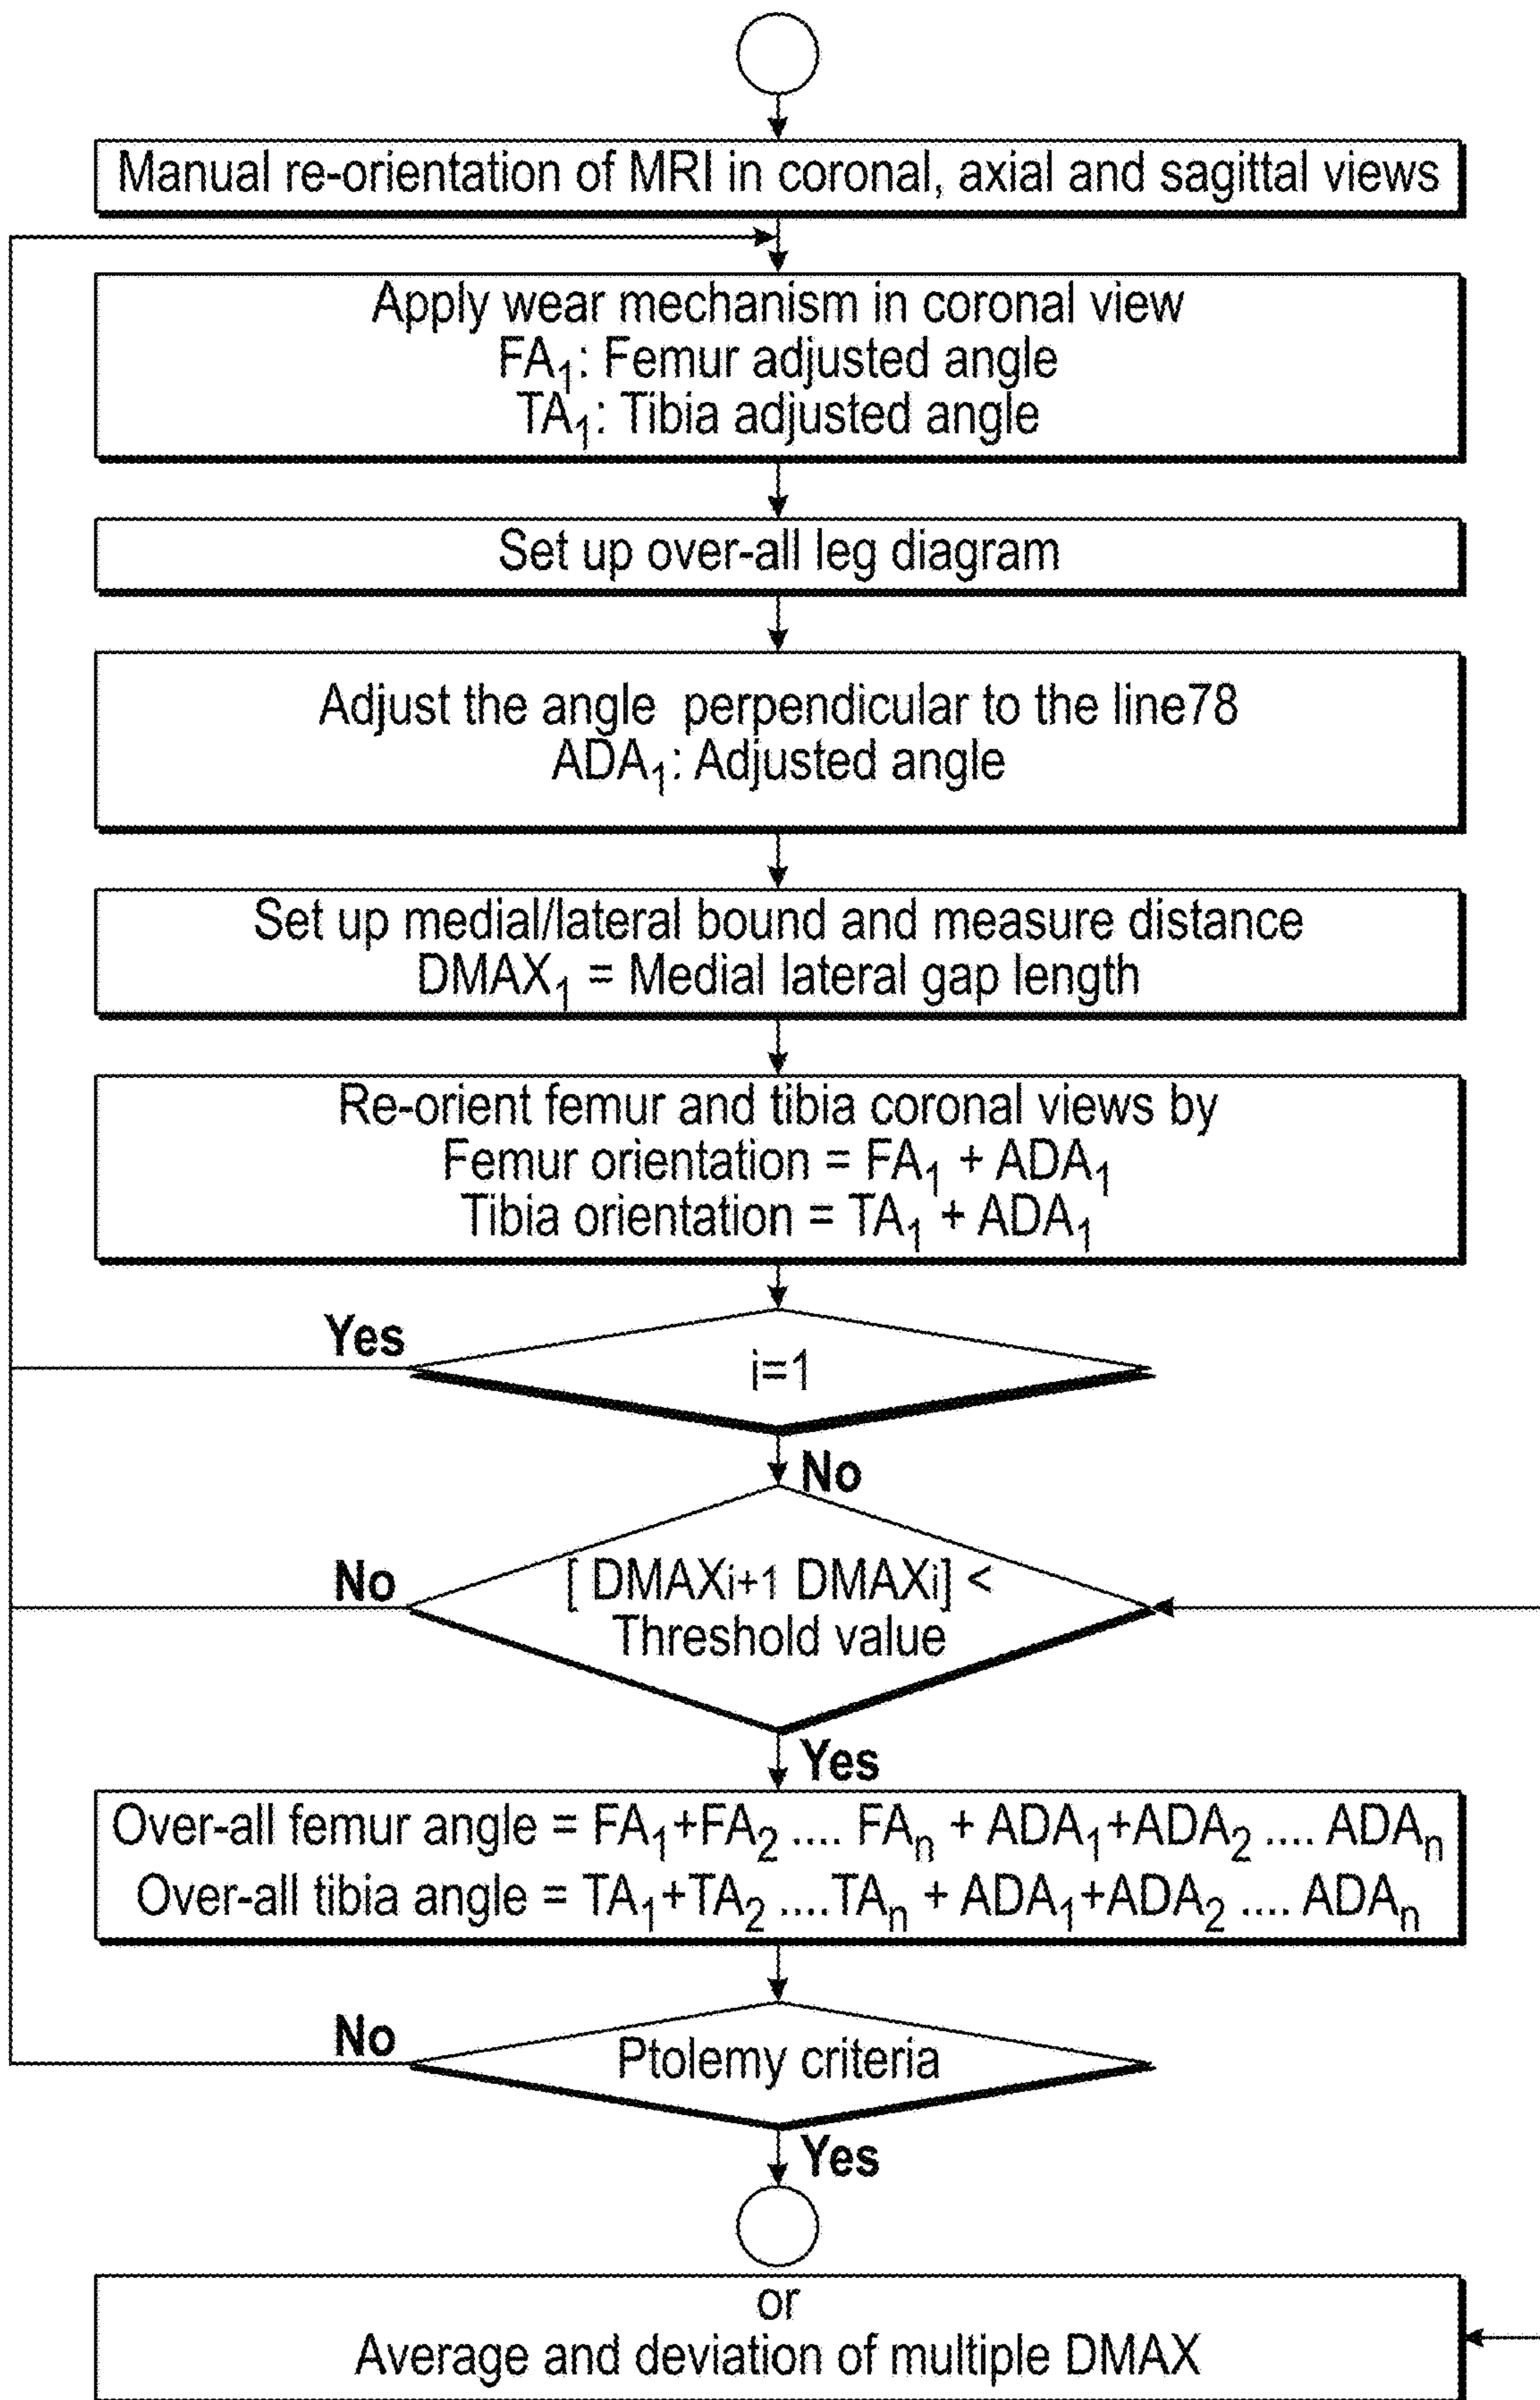 Manual re-orientation of MRI in coronal, axial and sagittal views
Apply wear mechanism in coronal view
FA₁: Femur adjusted angle
TA₁: Tibia adjusted angle
Set up over-all leg diagram
Adjust the angle perpendicular to the line78
ADA₁: Adjusted angle
Set up medial/lateral bound and measure distance
DMAX₁ = Medial lateral gap length
Re-orient femur and tibia coronal views by
Femur orientation = FA₁ + ADA₁
Tibia orientation = TA₁ + ADA₁
Yes
i=1
No
No
[ DMAXi+1 DMAXi] <
Threshold value
Yes
Over-all femur angle = FA₁+FA₂ .... FAₙ + ADA₁+ADA₂ .... ADAₙ
Over-all tibia angle = TA₁+TA₂ ....TAₙ + ADA₁+ADA₂ .... ADAₙ
No
Ptolemy criteria
Yes
or
Average and deviation of multiple DMAX